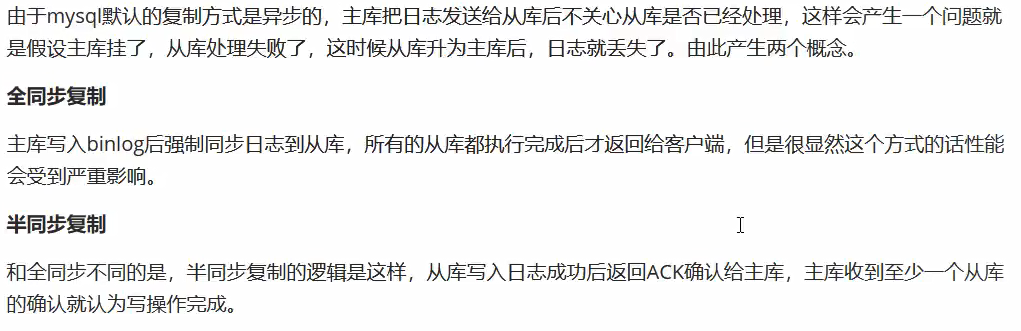 由于mysql默认的复制方式是异步的，主库把日志发送给从库后不关心从库是否已经处理，这样会产生一个问题就
是假设主库挂了，从库处理失败了，这时候从库升为主库后，日志就丢失了。由此产生两个概念。
全同步复制
主库写入binlog后强制同步日志到从库，所有的从库都执行完成后才返回给客户端，但是很显然这个方式的话性能
会受到严重影响。
半同步复制
和全同步不同的是，半同步复制的逻辑是这样，从库写入日志成功后返回ACK确认给主库，主库收到至少一个从库
的确认就认为写操作完成。